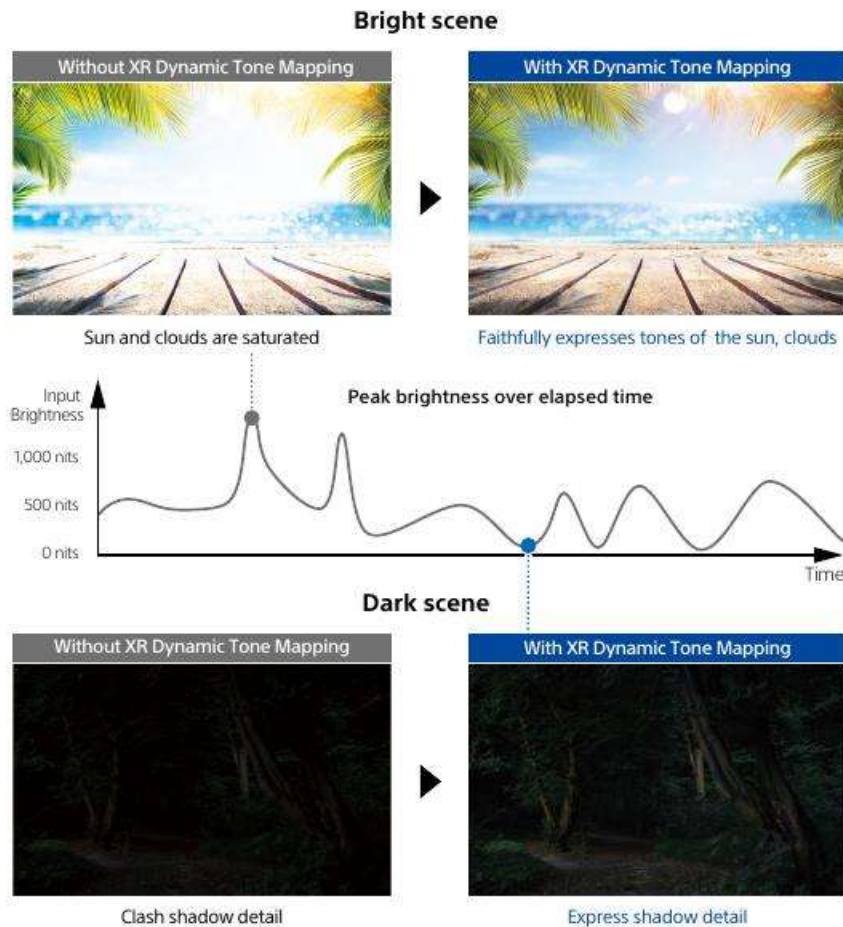 Bright scene
Without XR Dynamic Tone Mapping
With XR Dynamic Tone Mapping
Sun and clouds are saturated
Faithfully expresses tones of the sun, clouds
Input
Brightness
Peak brightness over elapsed time
1,000 nits
500 nits
0 nits
Time
Dark scene
Without XR Dynamic Tone Mapping
With XR Dynamic Tone Mapping
Clash shadow detail
Express shadow detail